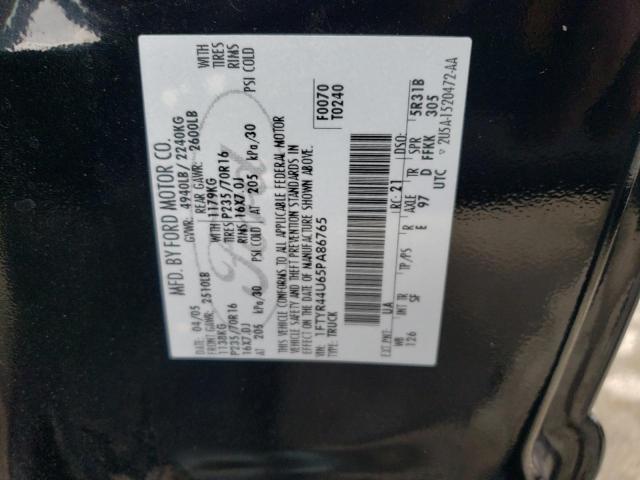 MFD. BY FORD MOTOR CO.
DATE: 04/05 GVWR: 4940LB / 2240KG
FRONT GAWR: 2510LB REAR GAWR: 2600LB
1138KG WITH 1179KG WITH
P235/70R16 TIRES P235/70R16 TIRES
16X7.0J RIMS 16X7.0J RIMS
AT 205 kPa/30 PSI COLD AT 205 kPa/30 PSI COLD
THIS VEHICLE CONFORMS TO ALL APPLICABLE FEDERAL MOTOR
VEHICLE SAFETY AND THEFT PREVENTION STANDARDS IN
EFFECT ON THE DATE OF MANUFACTURE SHOWN ABOVE.
VIN: 1FTYR44U65PA86765 F0070
TYPE: TRUCK T0240
EXT PNT: UA RC: 21 DSO:
WB INT TR TP/PS R AXLE TR SPR 5R31B
126 SF E 97 D FFKK 305
UTC ▽ 2U5A-1520472-AA
Ford